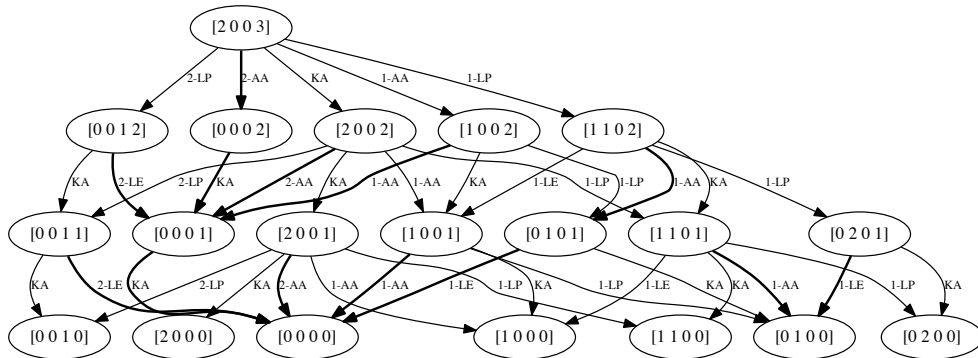 [2 0 0 3]
2-LP 2-AA KA 1-AA 1-LP
[0 0 1 2] [0 0 0 2] [2 0 0 2] [1 0 0 2] [1 1 0 2]
KA 2-LE 2-LP KA 2-AA KA 1-AA 1-AA KA 1-LE 1-LP 1-LP 1-AA KA 1-LP
[0 0 1 1] [0 0 0 1] [2 0 0 1] [1 0 0 1] [0 1 0 1] [1 1 0 1] [0 2 0 1]
KA 2-LE KA 2-LP KA 2-AA 1-AA 1-AA 1-LE 1-LP KA 1-LP 1-LE KA KA 1-AA 1-LE 1-LP KA
[0 0 1 0] [2 0 0 0] [0 0 0 0] [1 0 0 0] [1 1 0 0] [0 1 0 0] [0 2 0 0]